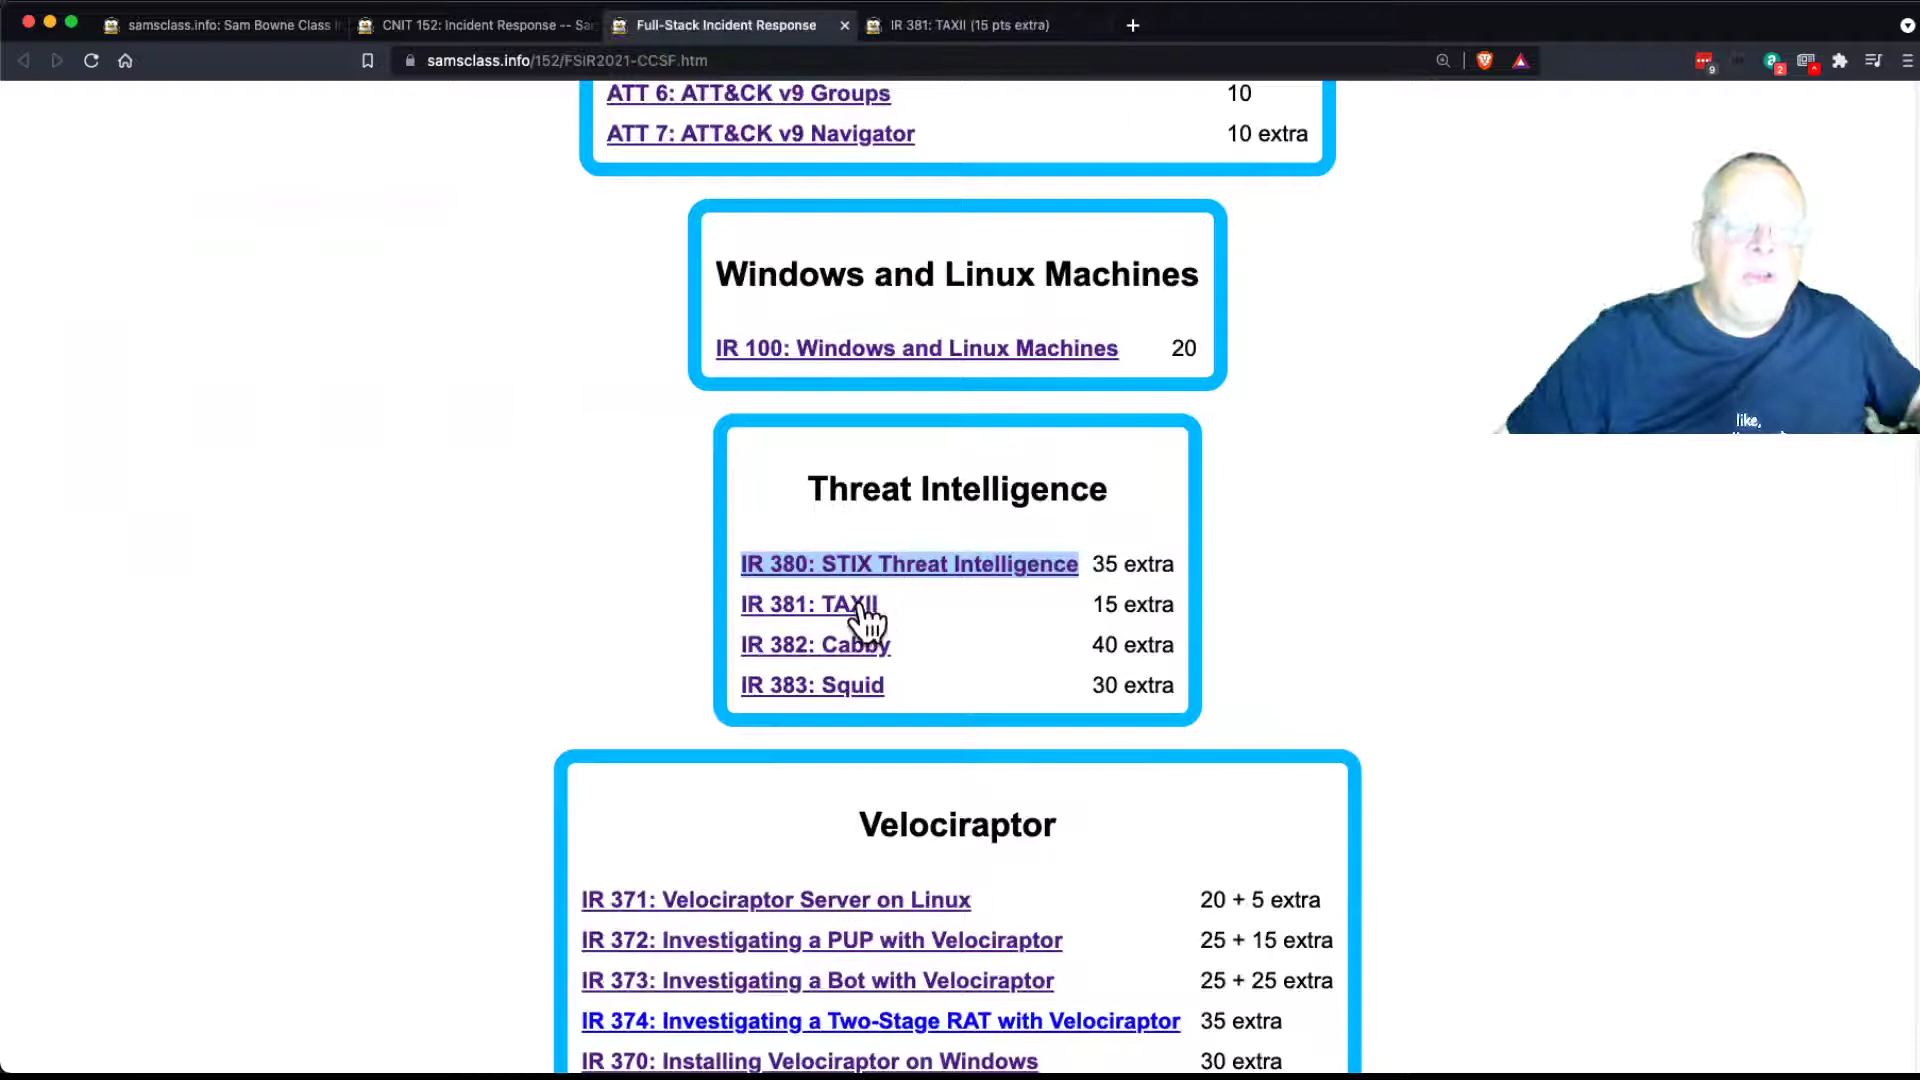 samsclass.info: Sam Bowne Class I
CNIT 152: Incident Response -- Sa
Full-Stack Incident Response
IR 381: TAXII (15 pts extra)
samsclass.info/152/FSIR2021-CCSF.htm
9
2
ATT 6: ATT&CK v9 Groups 10
ATT 7: ATT&CK v9 Navigator 10 extra
Windows and Linux Machines
IR 100: Windows and Linux Machines 20
like,
Threat Intelligence
IR 380: STIX Threat Intelligence 35 extra
IR 381: TAXII 15 extra
IR 382: Cabby 40 extra
IR 383: Squid 30 extra
Velociraptor
IR 371: Velociraptor Server on Linux 20 + 5 extra
IR 372: Investigating a PUP with Velociraptor 25 + 15 extra
IR 373: Investigating a Bot with Velociraptor 25 + 25 extra
IR 374: Investigating a Two-Stage RAT with Velociraptor 35 extra
IR 370: Installing Velociraptor on Windows 30 extra